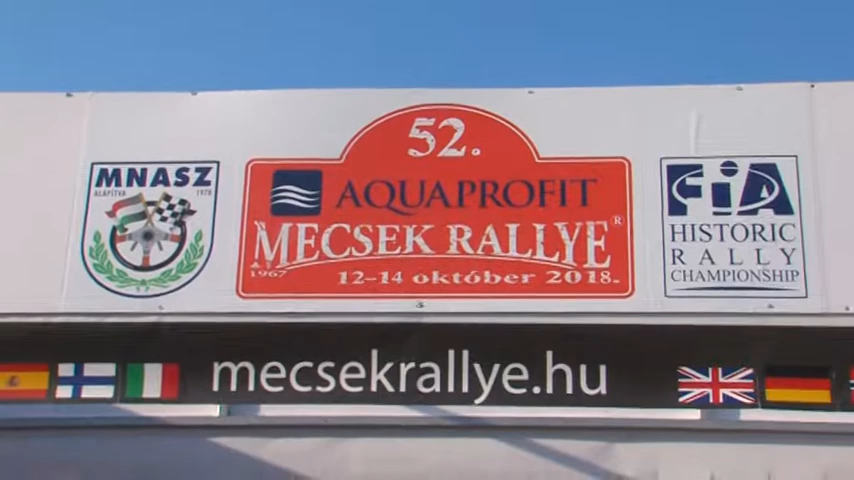 52.
MNASZ
ALAPÍTVA 1970
AQUAPROFIT
MECSEK RALLYE®
1967
12-14 október 2018.
FIA
HISTORIC
RALLY
CHAMPIONSHIP
mecsekrallye.hu